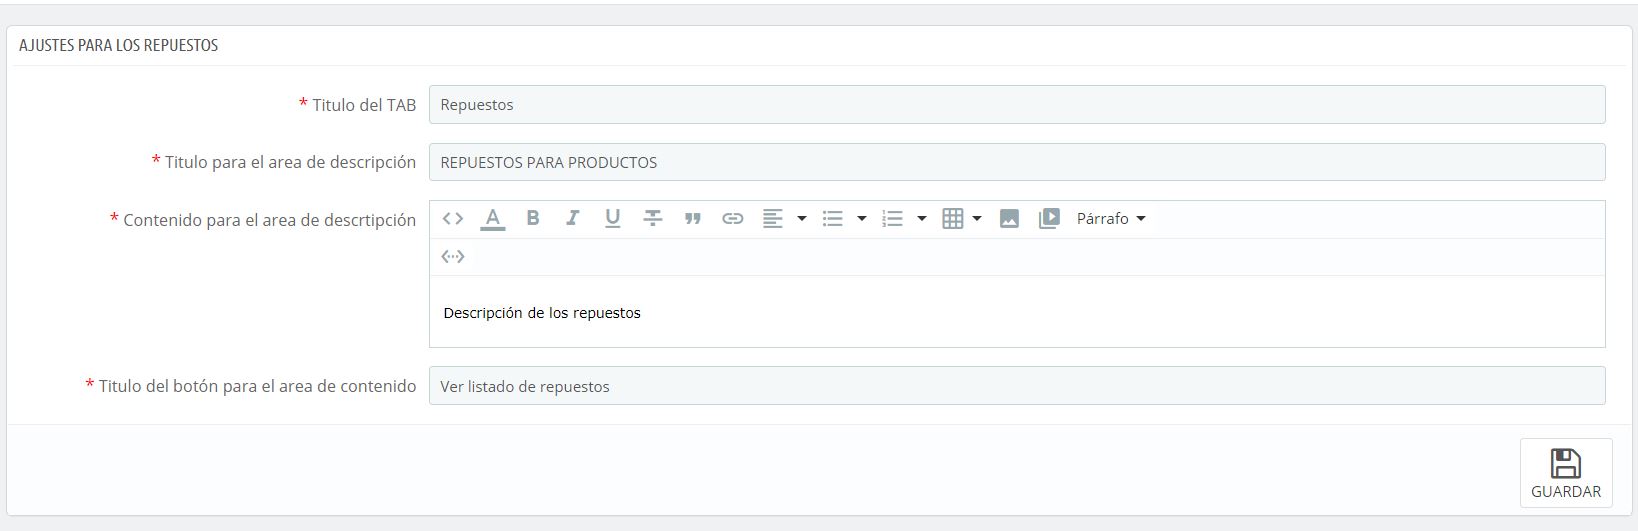 AJUSTES PARA LOS REPUESTOS
* Titulo del TAB
Repuestos
* Titulo para el area de descripción
REPUESTOS PARA PRODUCTOS
* Contenido para el area de descrtipción
Párrafo
Descripción de los repuestos
* Titulo del botón para el area de contenido
Ver listado de repuestos
GUARDAR